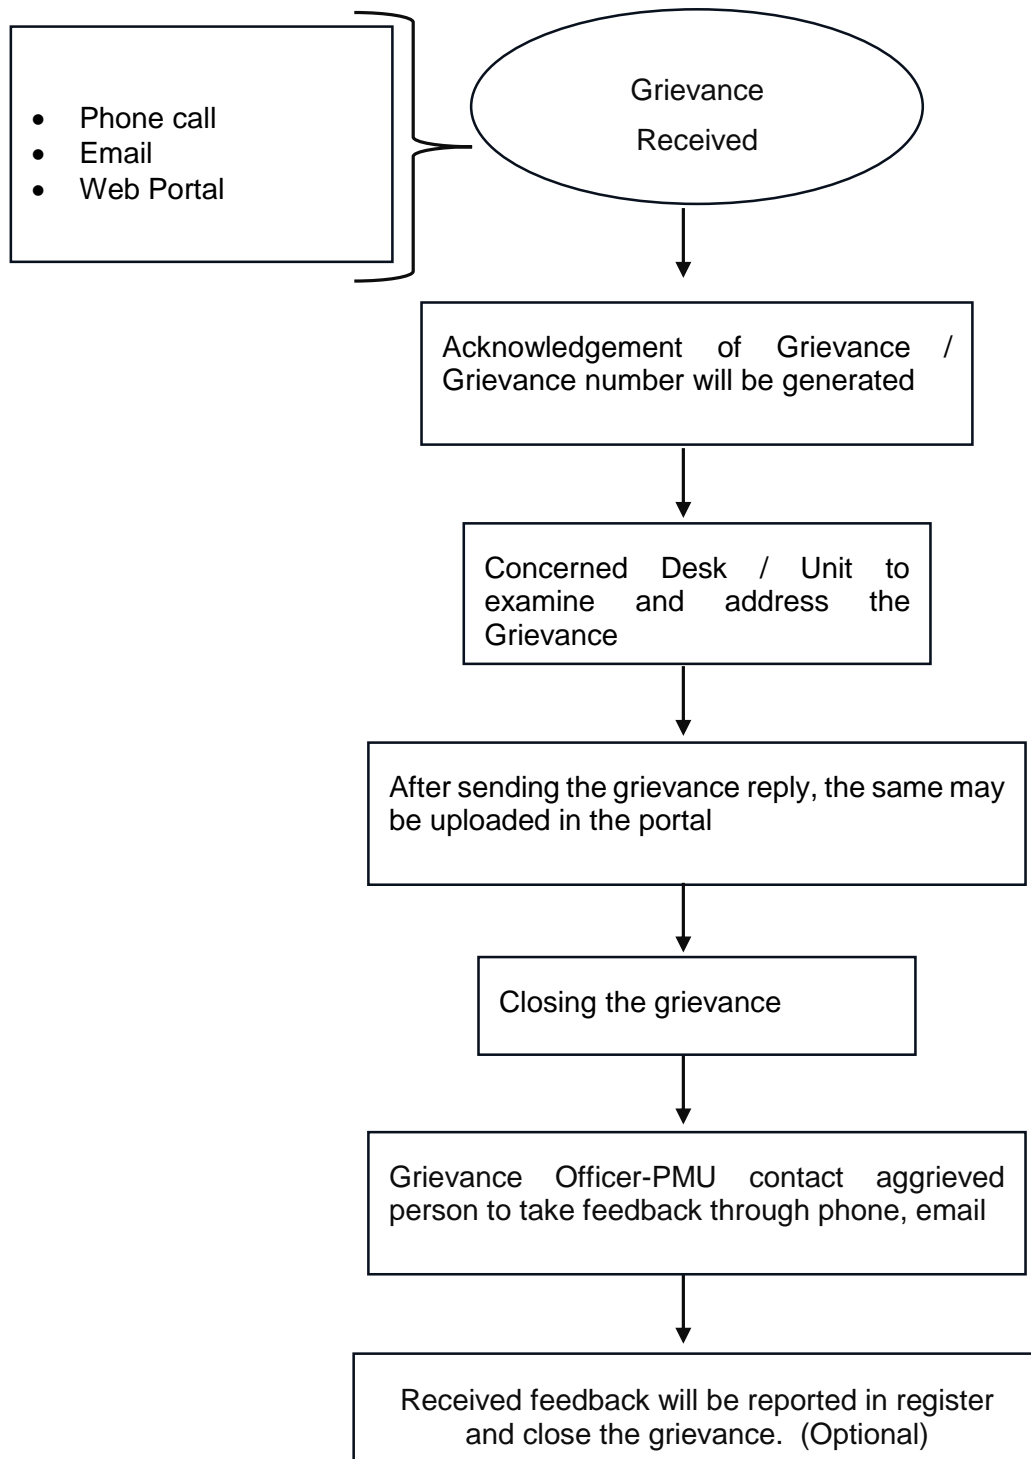 • Phone call
• Email
• Web Portal
Grievance
Received
Acknowledgement of Grievance /
Grievance number will be generated
Concerned Desk / Unit to
examine and address the
Grievance
After sending the grievance reply, the same may
be uploaded in the portal
Closing the grievance
Grievance Officer-PMU contact aggrieved
person to take feedback through phone, email
Received feedback will be reported in register
and close the grievance. (Optional)